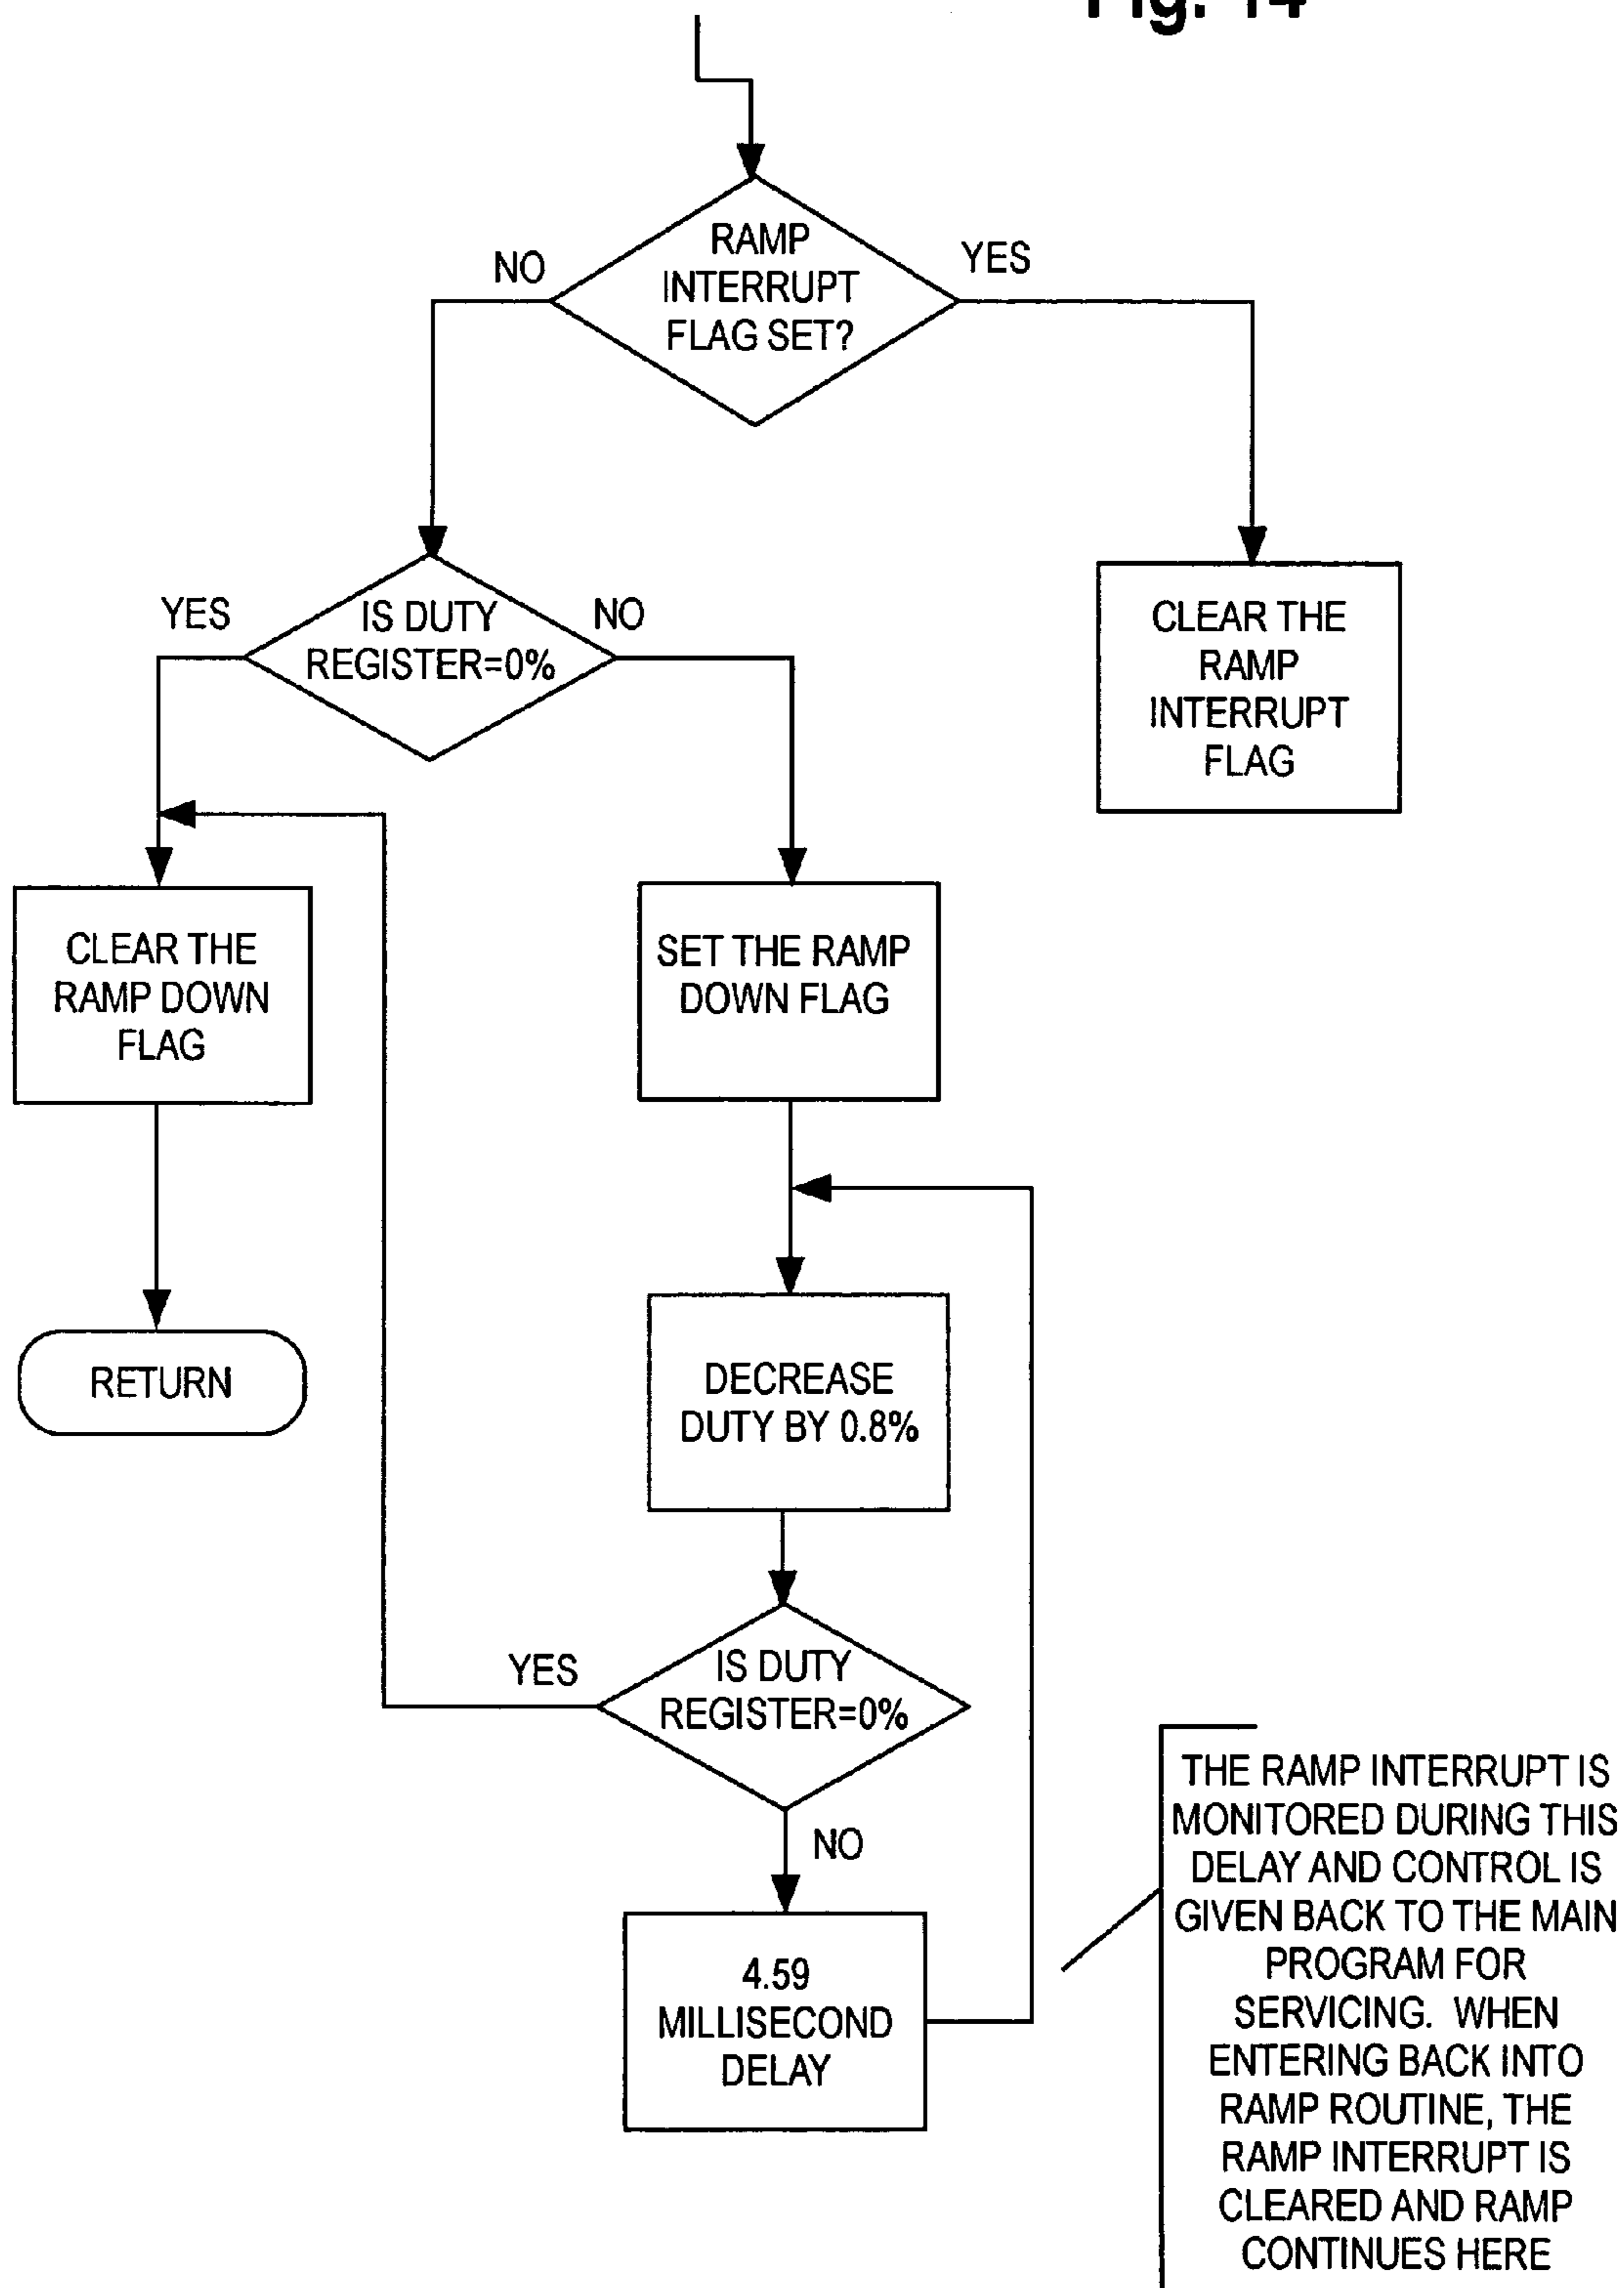 Fig. 14
RAMP
INTERRUPT
FLAG SET?
NO
YES
IS DUTY
REGISTER=0%
YES
NO
CLEAR THE
RAMP
INTERRUPT
FLAG
CLEAR THE
RAMP DOWN
FLAG
SET THE RAMP
DOWN FLAG
RETURN
DECREASE
DUTY BY 0.8%
IS DUTY
REGISTER=0%
YES
NO
4.59
MILLISECOND
DELAY
THE RAMP INTERRUPT IS
MONITORED DURING THIS
DELAY AND CONTROL IS
GIVEN BACK TO THE MAIN
PROGRAM FOR
SERVICING. WHEN
ENTERING BACK INTO
RAMP ROUTINE, THE
RAMP INTERRUPT IS
CLEARED AND RAMP
CONTINUES HERE